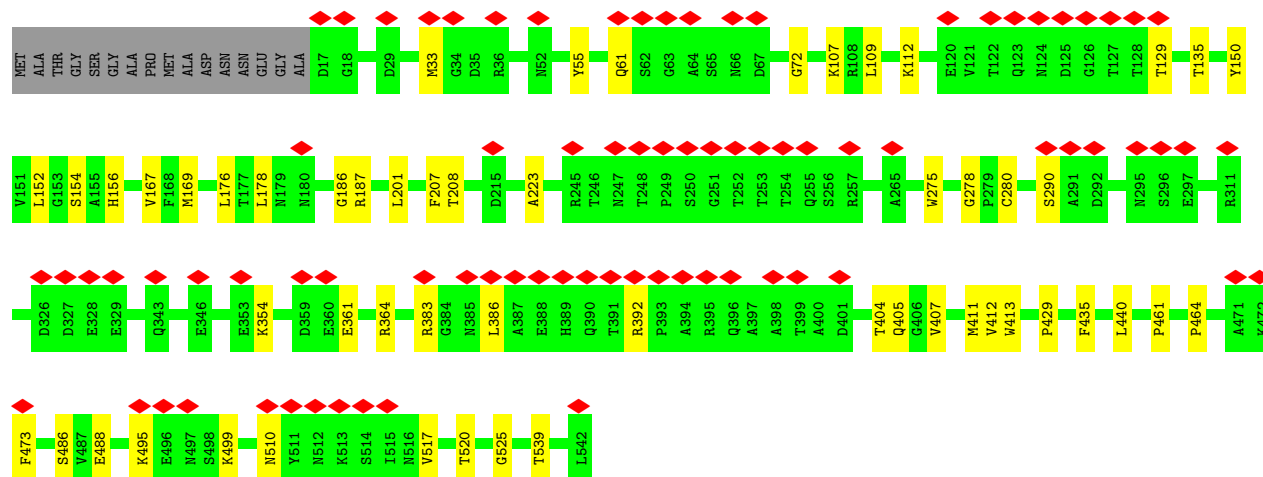 MET ALA THR GLY SER GLY ALA PRO MET ALA ASP ASN ASN GLU GLY ALA D17 G18 D29 M33 G34 D35 R36 N52 Y55 Q61 S62 G63 A64 S65 N66 D67 G72 K107 R108 L109 K112 E120 V121 T122 Q123 N124 D125 G126 T127 T128 T129 T135 Y150
V151 L152 G153 S154 A155 H156 V167 F168 M169 L176 T177 L178 N179 N180 G186 R187 L201 F207 T208 D215 A223 R245 T246 N247 T248 P249 S250 G251 T252 T253 T254 Q255 S256 R257 A265 W275 G278 P279 C280 S290 A291 D292 N295 S296 E297 R311
D326 D327 E328 E329 Q343 E346 E353 K354 D359 E360 E361 R364 R383 G384 N385 L386 A387 E388 H389 Q390 T391 R392 P393 A394 R395 Q396 A397 A398 T399 A400 D401 T404 Q405 G406 V407 M411 V412 W413 P429 F435 L440 P461 P464 A471 K472
F473 S486 V487 E488 K495 E496 N497 S498 K499 N510 Y511 N512 K513 S514 I515 N516 V517 T520 G525 T539 L542